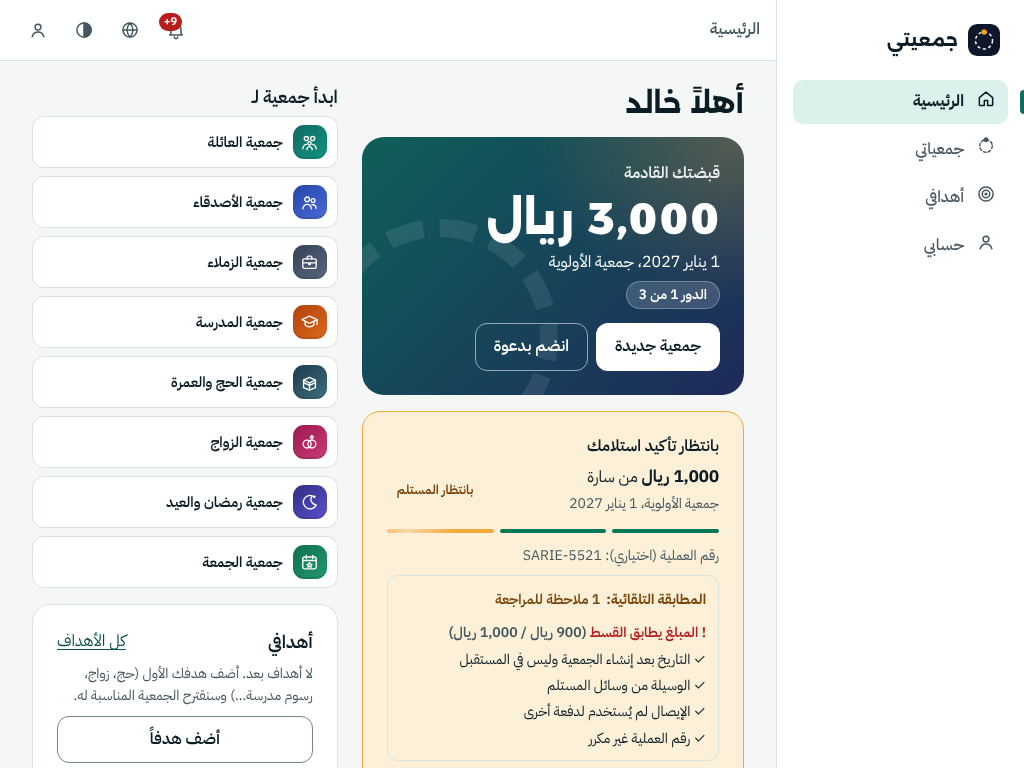 جمعيتي
الرئيسية
جمعياتي
أهدافي
حسابي
الرئيسية
+9
أهلاً خالد
قبضتك القادمة
3,000 ريال
1 يناير 2027، جمعية الأولوية
الدور 1 من 3
جمعية جديدة
انضم بدعوة
بانتظار تأكيد استلامك
1,000 ريال من سارة
جمعية الأولوية، 1 يناير 2027
بانتظار المستلم
رقم العملية (اختياري): SARIE-5521
المطابقة التلقائية: 1 ملاحظة للمراجعة
! المبلغ يطابق القسط (900 ريال / 1,000 ريال)
✓ التاريخ بعد إنشاء الجمعية وليس في المستقبل
✓ الوسيلة من وسائل المستلم
✓ الإيصال لم يُستخدم لدفعة أخرى
✓ رقم العملية غير مكرر
ابدأ جمعية لـ
جمعية العائلة
جمعية الأصدقاء
جمعية الزملاء
جمعية المدرسة
جمعية الحج والعمرة
جمعية الزواج
جمعية رمضان والعيد
جمعية الجمعة
أهدافي
كل الأهداف
لا أهداف بعد. أضف هدفك الأول (حج، زواج،
رسوم مدرسة...) وسنقترح الجمعية المناسبة له.
أضف هدفاً